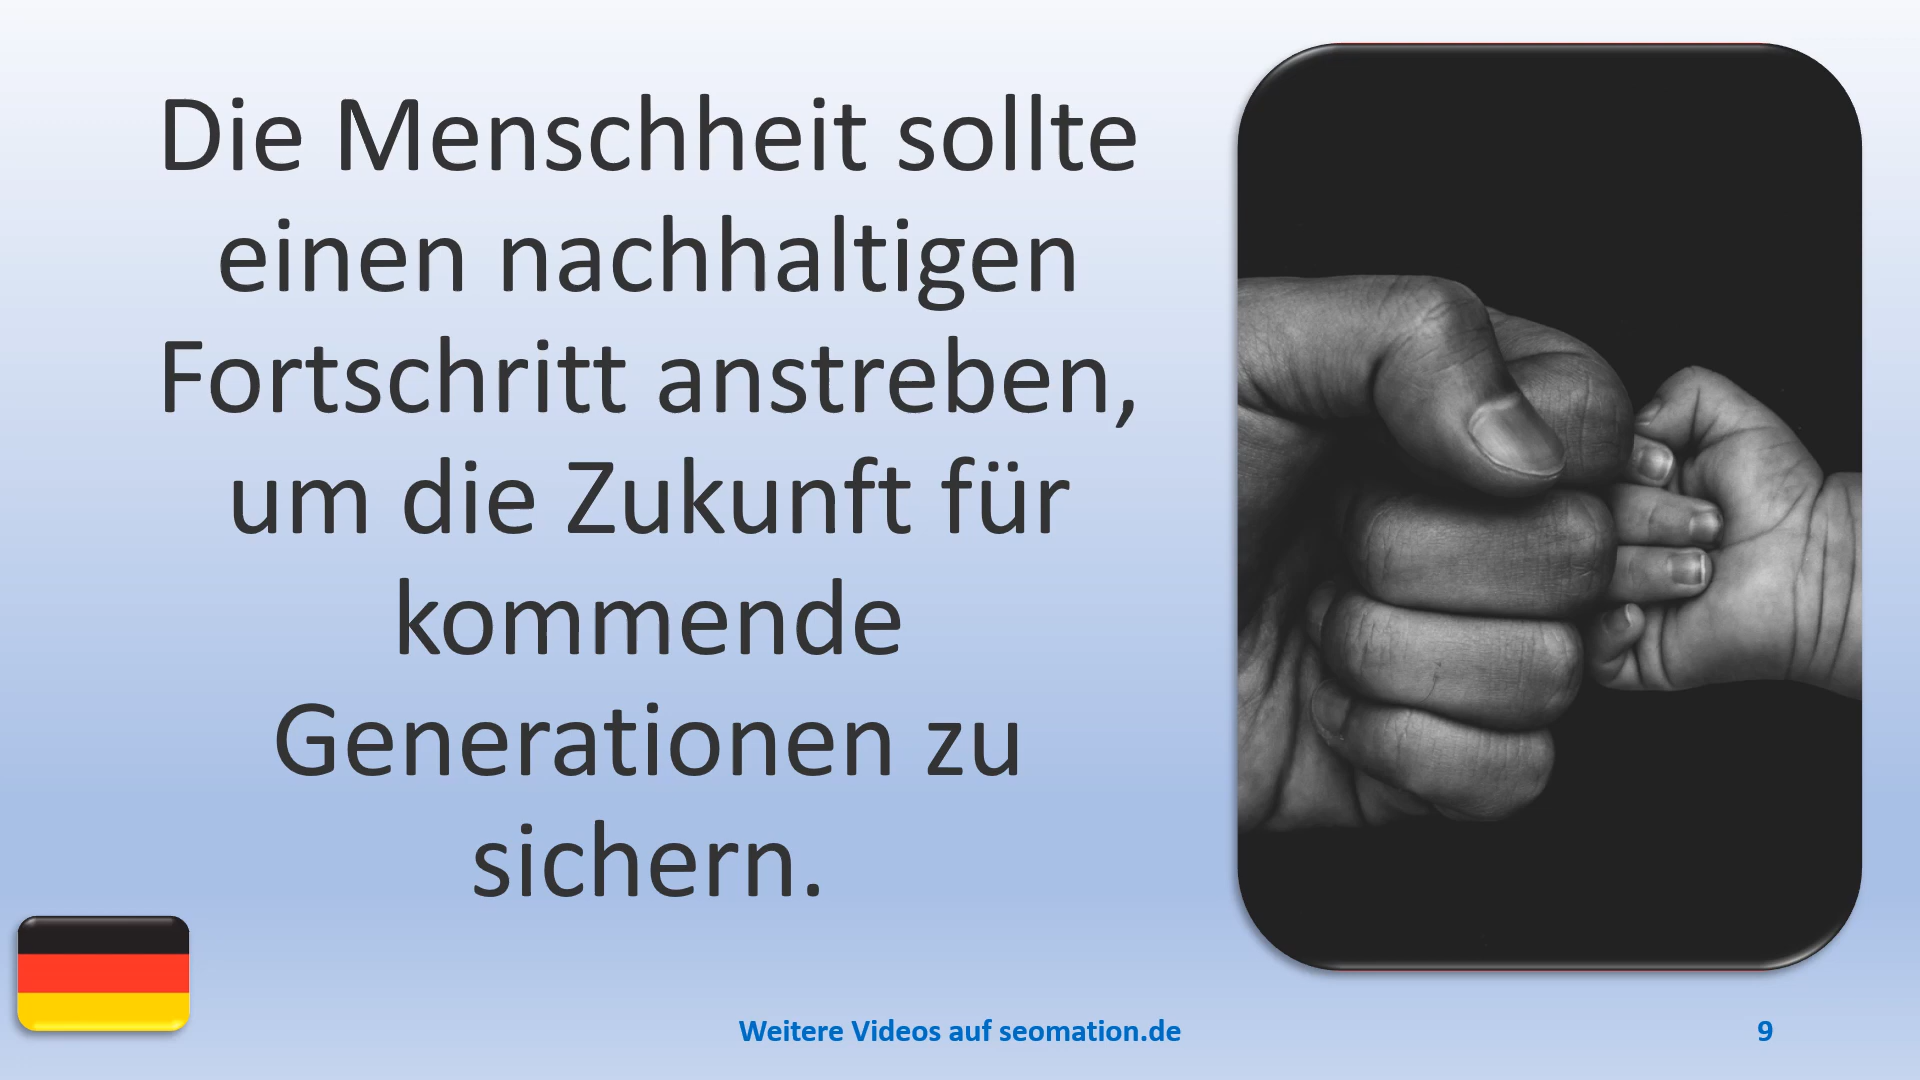 Die Menschheit sollte
einen nachhaltigen
Fortschritt anstreben,
um die Zukunft für
kommende
Generationen zu
sichern.
Weitere Videos auf seomation.de
9